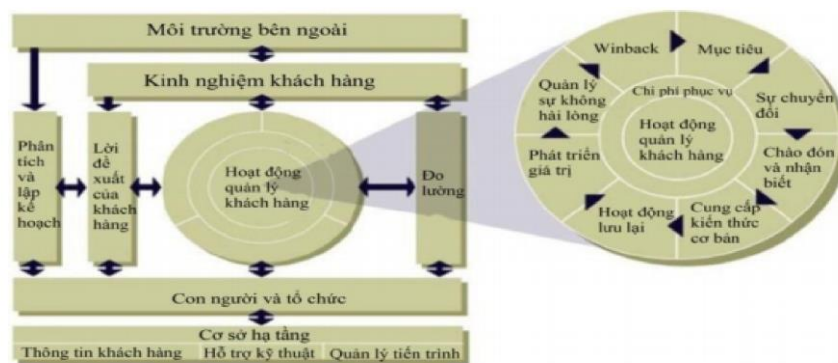 Môi trường bên ngoài
Kinh nghiệm khách hàng
Phân
tích và
lập kế
hoạch
Lời
đề
xuất
của
khách
hàng
Hoạt động
quản lý
khách hàng
Đo
lường
Con người và tổ chức
Cơ sở hạ tầng
Thông tin khách hàng
Hỗ trợ kỹ thuật
Quản lý tiến trình
Winback
Mục tiêu
Quản lý
sự không
hài lòng
Chi phí phục vụ
Sự chuyển
đổi
Hoạt động
quản lý
khách hàng
Phát triển
giá trị
Chào đón
và nhận
biết
Hoạt động
lưu lại
Cung cấp
kiến thức
cơ bản